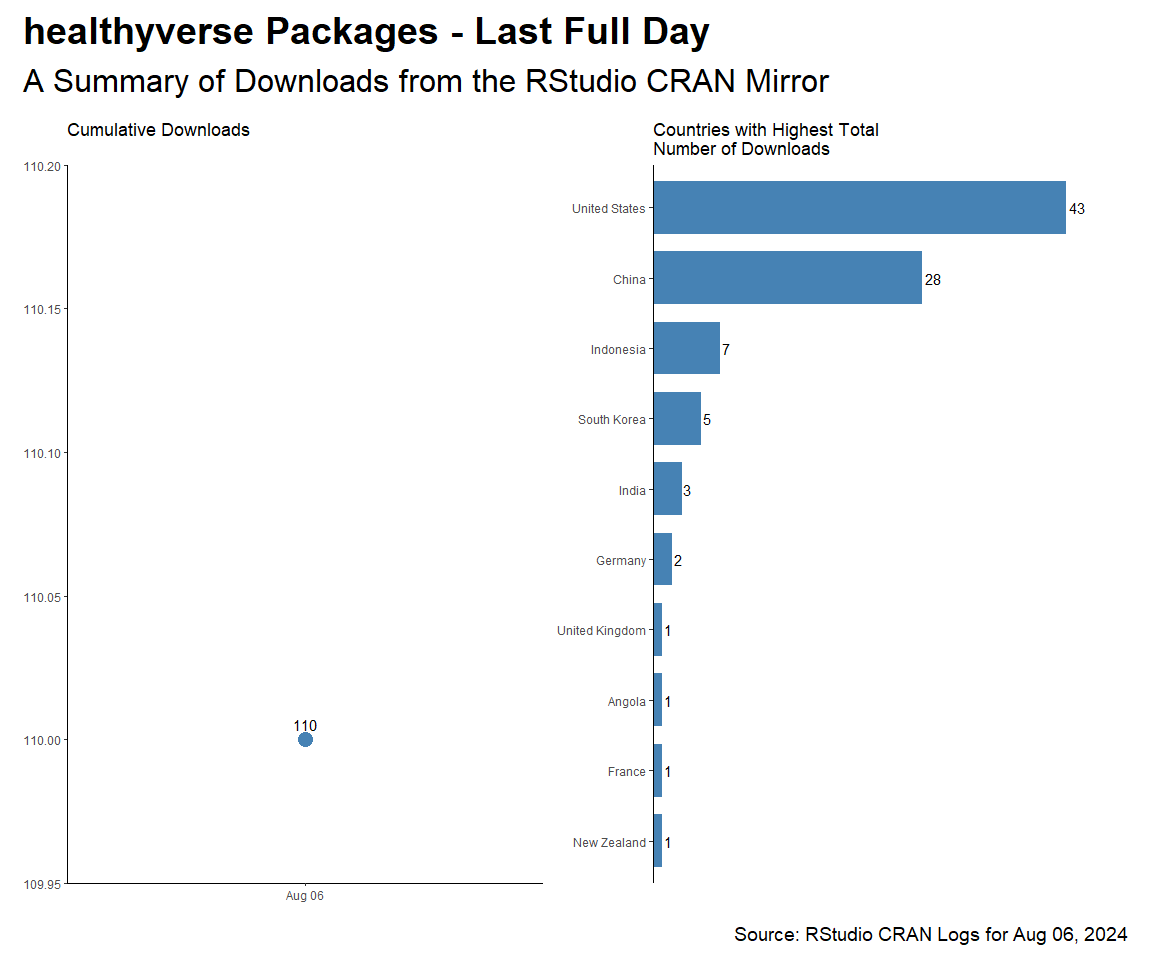 healthyverse Packages - Last Full Day
A Summary of Downloads from the RStudio CRAN Mirror
Cumulative Downloads
110.20
110.15
110.10
110.05
110.00
109.95
110
Aug 06
Countries with Highest Total
Number of Downloads
United States 43
China 28
Indonesia 7
South Korea 5
India 3
Germany 2
United Kingdom 1
Angola 1
France 1
New Zealand 1
Source: RStudio CRAN Logs for Aug 06, 2024